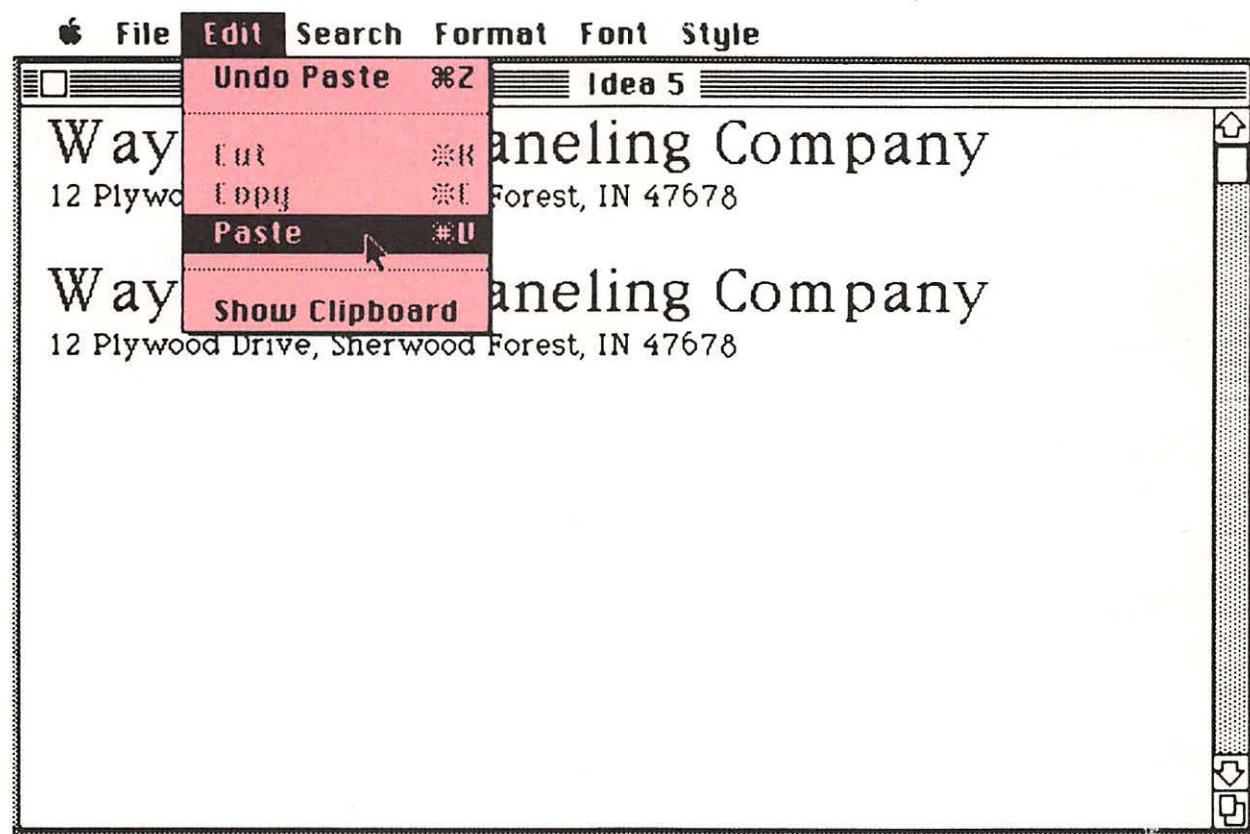 File Edit Search Format Font Style
Idea 5
Undo Paste ⌘Z
Cut ⌘X
Copy ⌘C
Paste ⌘V
Show Clipboard
Way aneling Company
12 Plywo Forest, IN 47678
Way aneling Company
12 Plywood Drive, Sherwood Forest, IN 47678